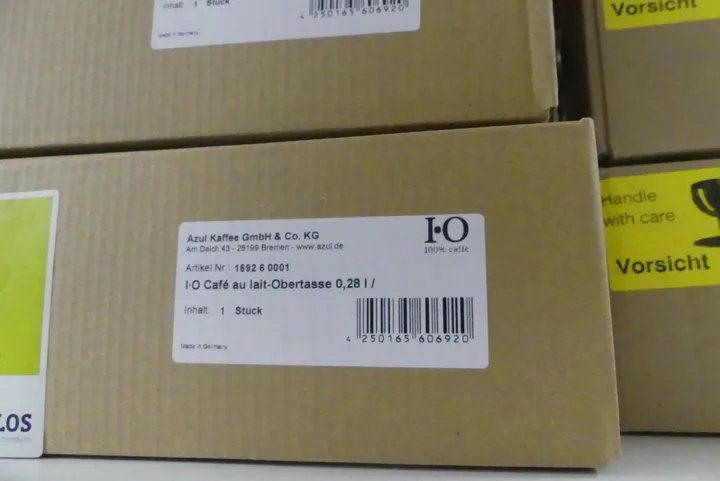 Inhalt: 1 Stück
4 250165 606920
Made in Germany
Vorsicht
Azul Kaffee GmbH & Co. KG
Am Deich 43 - 28199 Bremen - www.azul.de
I·O
100% caffè
Artikel Nr.: 1692 6 0001
I·O Café au lait-Obertasse 0,28 l /
Inhalt: 1 Stück
4 250165 606920
Made in Germany
Handle
with care
Vorsicht
LOS